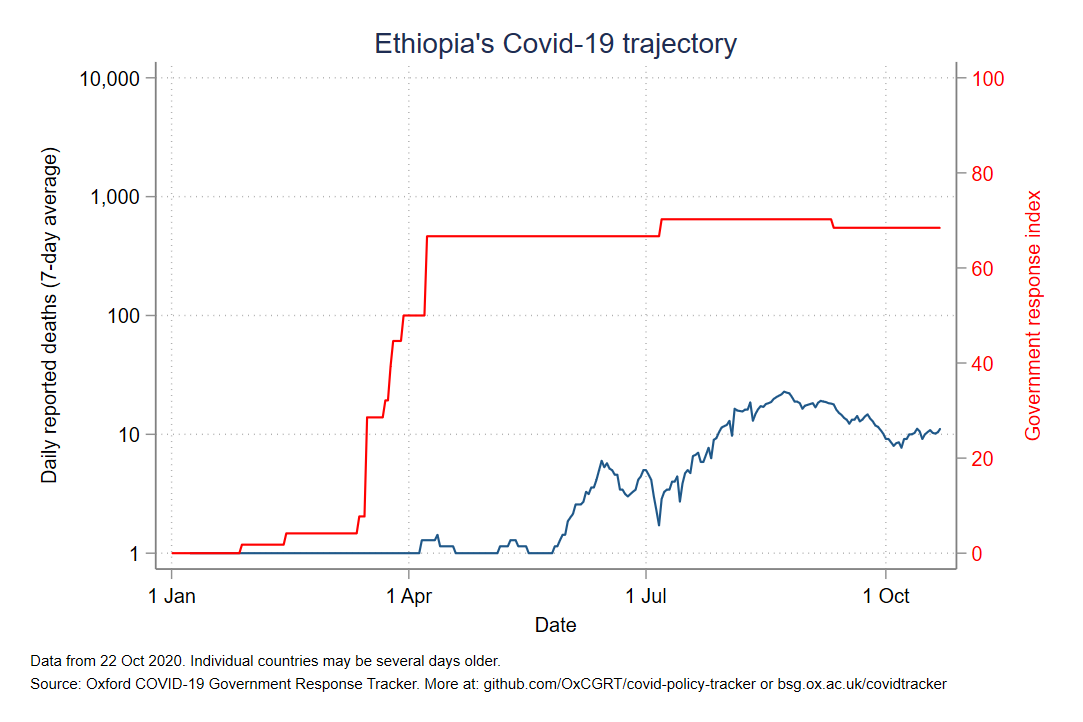 Ethiopia's Covid-19 trajectory
Daily reported deaths (7-day average)
10,000
1,000
100
10
1
100
80
60
40
20
0
Government response index
1 Jan
1 Apr
1 Jul
1 Oct
Date
Data from 22 Oct 2020. Individual countries may be several days older.
Source: Oxford COVID-19 Government Response Tracker. More at: github.com/OxCGRT/covid-policy-tracker or bsg.ox.ac.uk/covidtracker